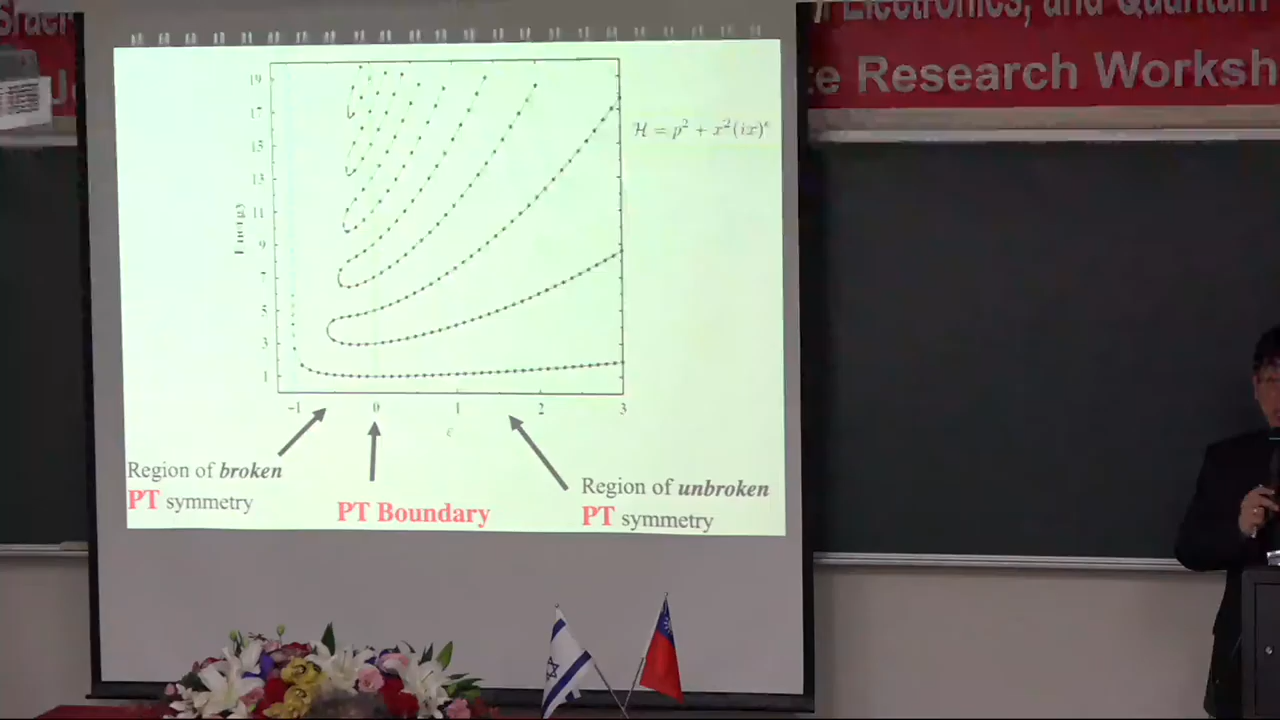 Electronics, and Quantum
te Research Worksh
19
17
15
13
11
9
7
5
3
1
Energy
H = p² + x²(ix)^ε
-1 0 1 2 3
ε
Region of broken
PT symmetry
PT Boundary
Region of unbroken
PT symmetry